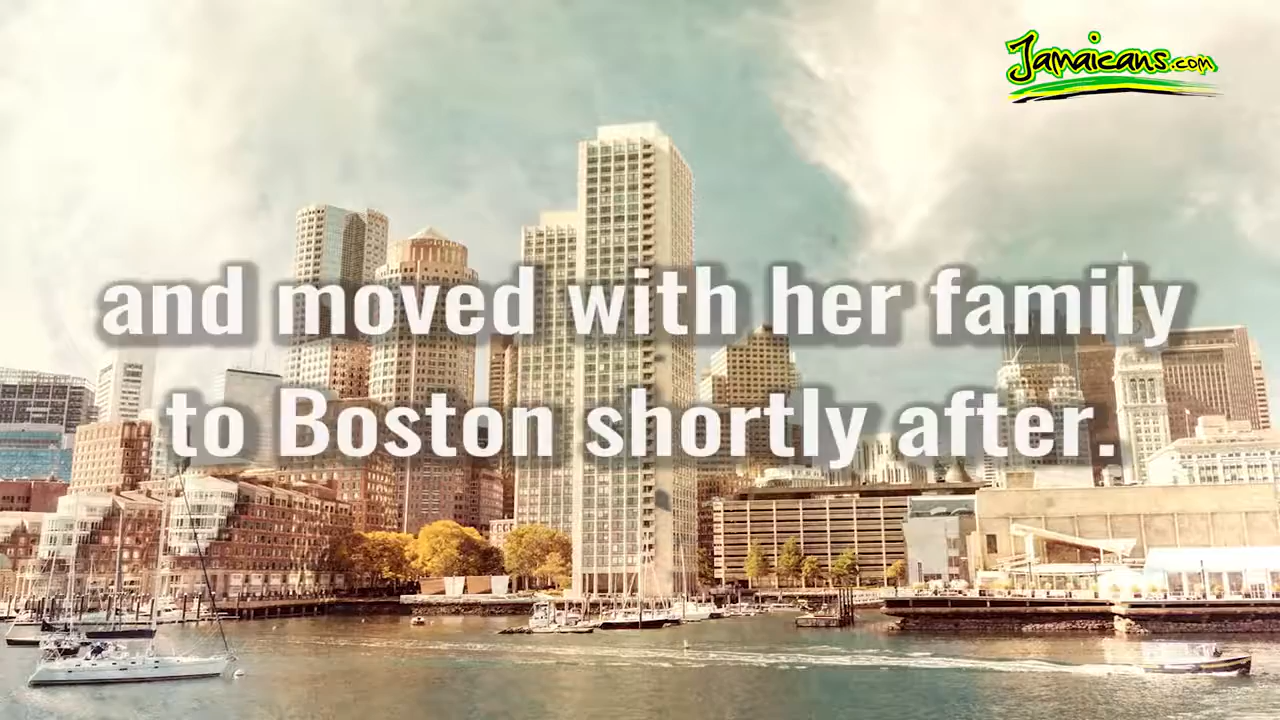 Jamaicans.com
and moved with her family
to Boston shortly after.